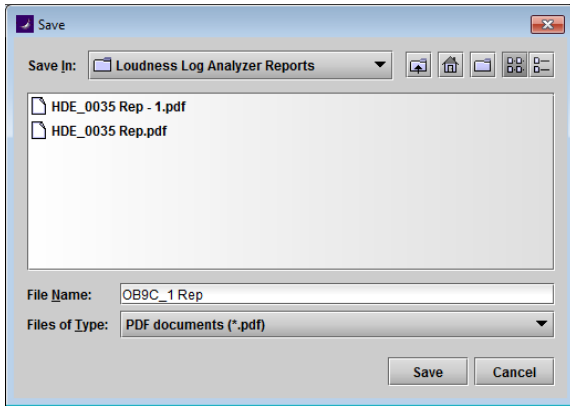 Save
Save In: Loudness Log Analyzer Reports
HDE_0035 Rep - 1.pdf
HDE_0035 Rep.pdf
File Name: OB9C_1 Rep
Files of Type: PDF documents (*.pdf)
Save Cancel